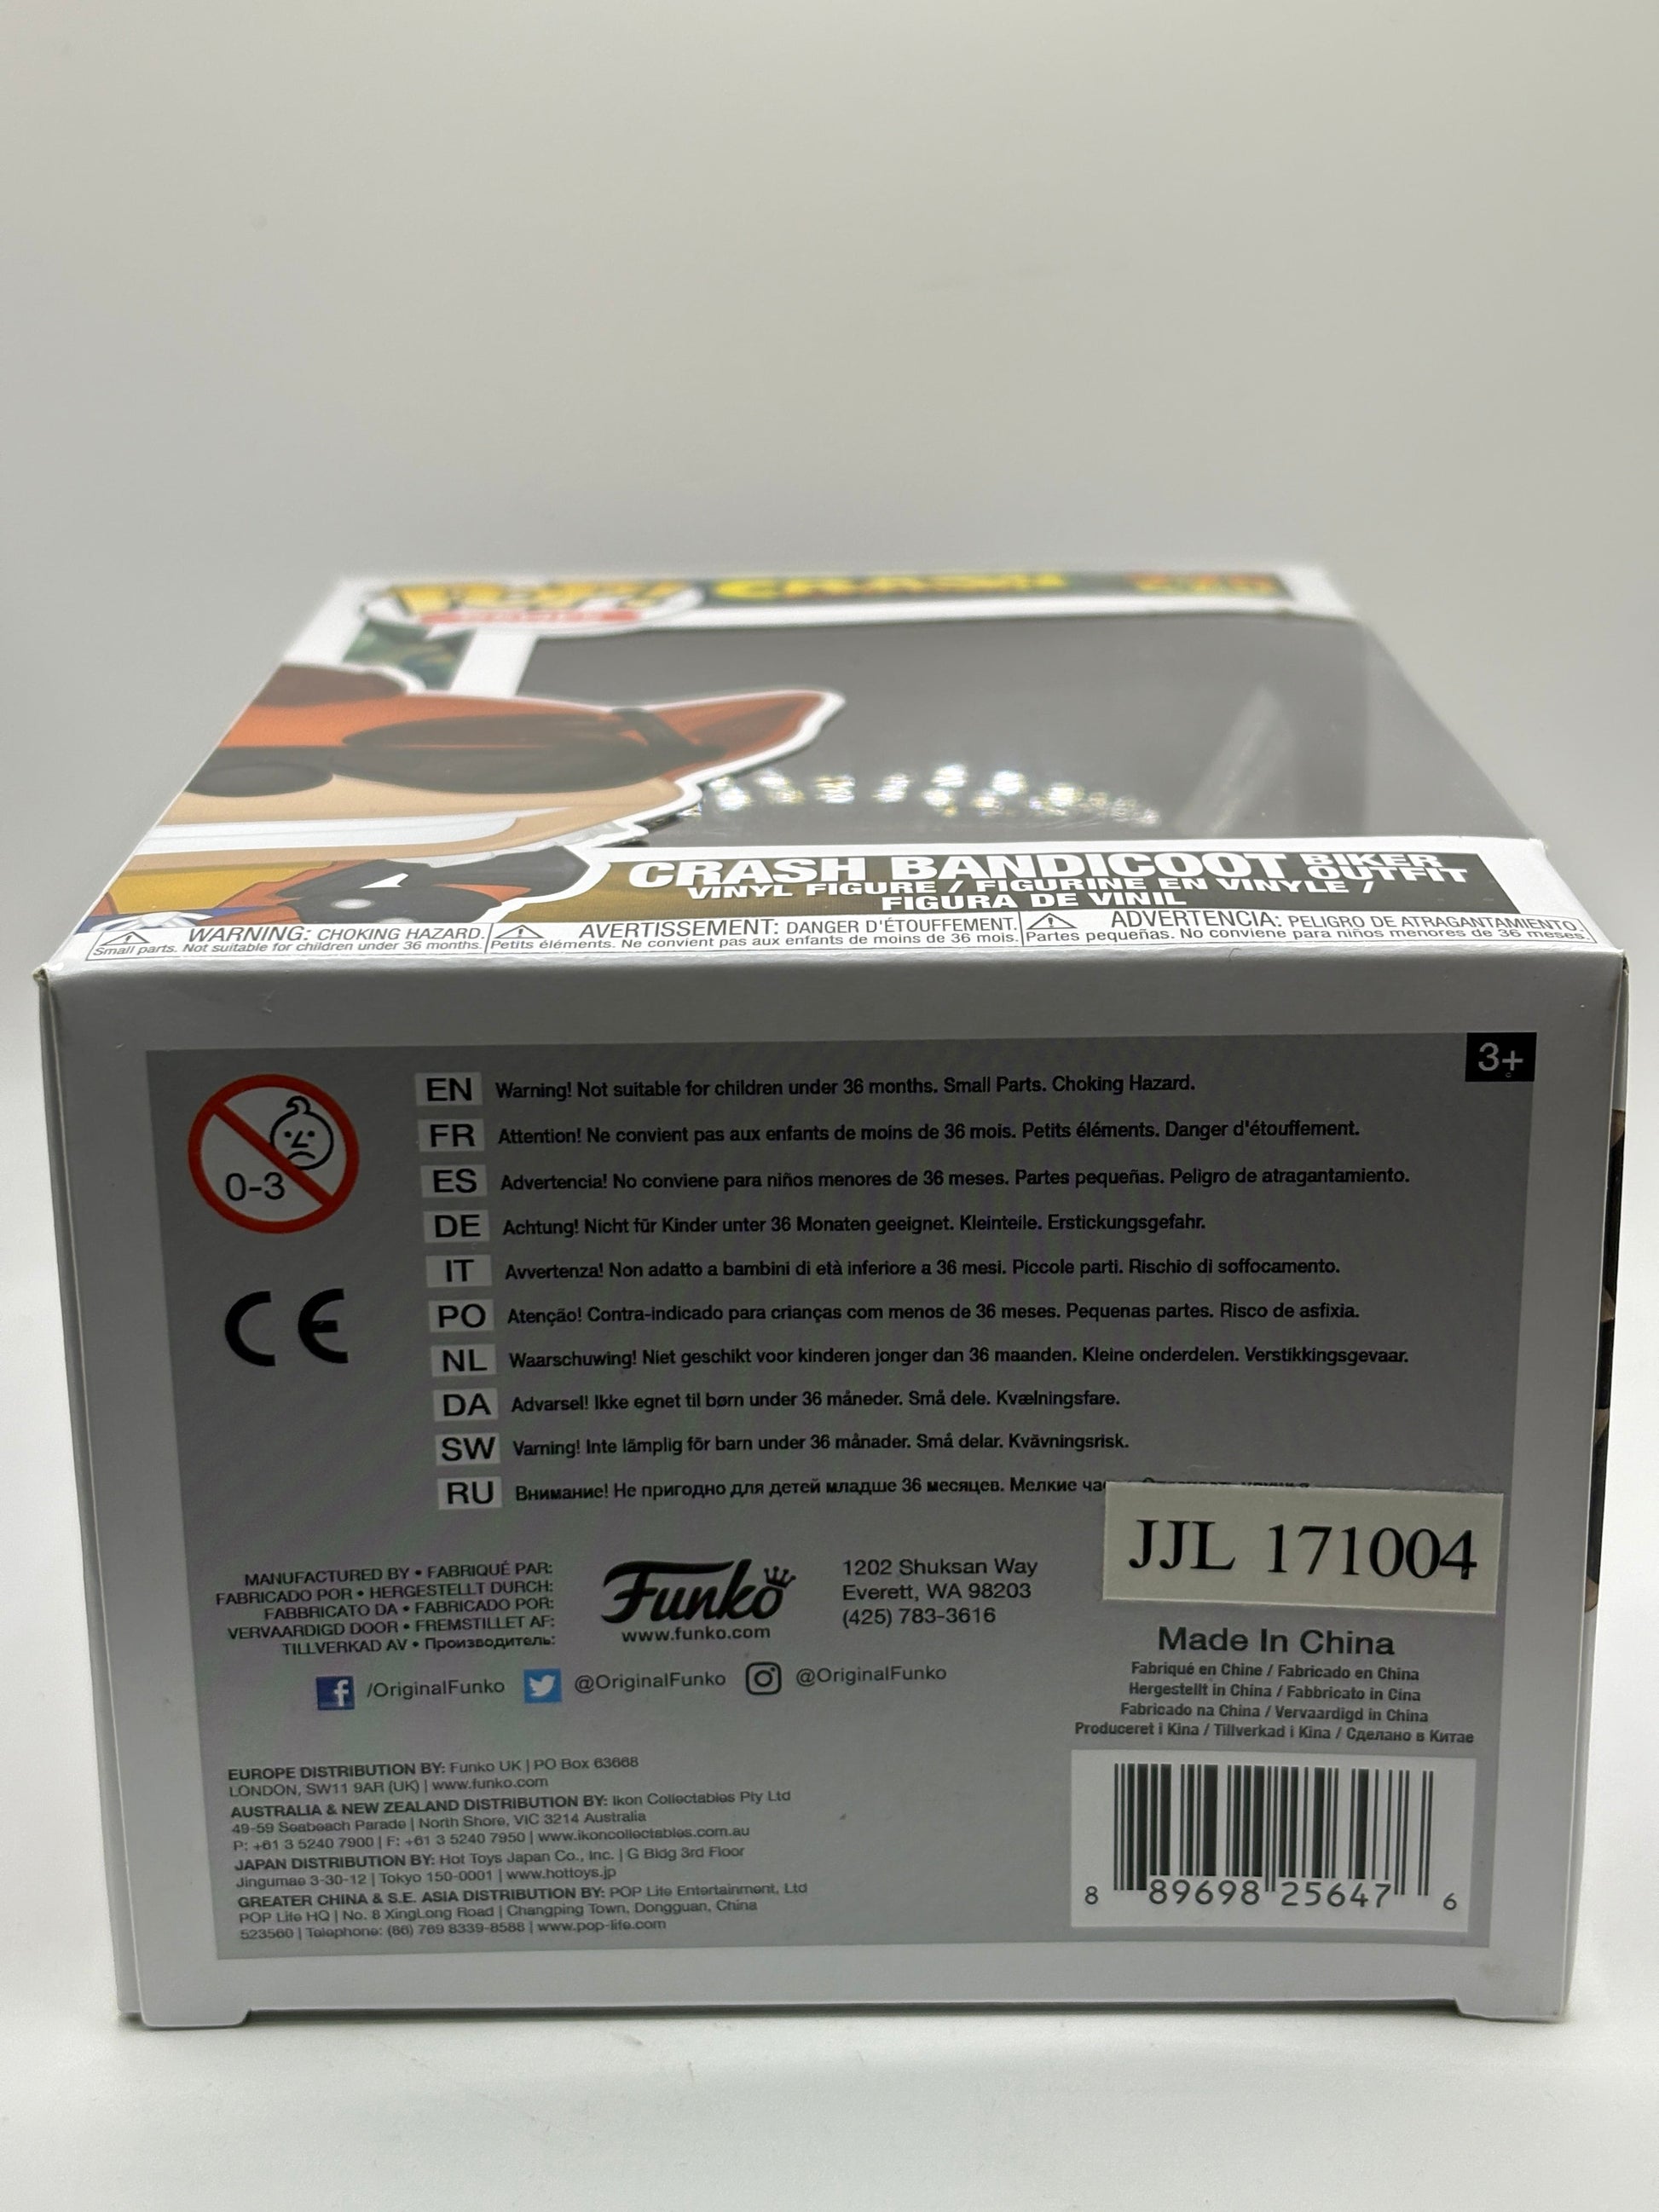 POP!
GAMES
CRASH
CRASH BANDICOOT BIKER OUTFIT
VINYL FIGURE / FIGURINE EN VINYLE /
FIGURA DE VINIL
WARNING: CHOKING HAZARD.
Small parts. Not suitable for children under 36 months.
AVERTISSEMENT: DANGER D'ÉTOUFFEMENT.
Petits éléments. Ne convient pas aux enfants de moins de 36 mois.
ADVERTENCIA: PELIGRO DE ATRAGANTAMIENTO.
Partes pequeñas. No conviene para niños menores de 36 meses.
3+
0-3
EN Warning! Not suitable for children under 36 months. Small Parts. Choking Hazard.
FR Attention! Ne convient pas aux enfants de moins de 36 mois. Petits éléments. Danger d'étouffement.
ES Advertencia! No conviene para niños menores de 36 meses. Partes pequeñas. Peligro de atragantamiento.
DE Achtung! Nicht für Kinder unter 36 Monaten geeignet. Kleinteile. Erstickungsgefahr.
IT Avvertenza! Non adatto a bambini di età inferiore a 36 mesi. Piccole parti. Rischio di soffocamento.
PO Atenção! Contra-indicado para crianças com menos de 36 meses. Pequenas partes. Risco de asfixia.
NL Waarschuwing! Niet geschikt voor kinderen jonger dan 36 maanden. Kleine onderdelen. Verstikkingsgevaar.
DA Advarsel! Ikke egnet til børn under 36 måneder. Små dele. Kvælningsfare.
SW Varning! Inte lämplig för barn under 36 månader. Små delar. Kvävningsrisk.
RU Внимание! Не пригодно для детей младше 36 месяцев. Мелкие
CE
JJL 171004
MANUFACTURED BY • FABRIQUÉ PAR:
FABRICADO POR • HERGESTELLT DURCH:
FABBRICATO DA • FABRICADO POR:
VERVAARDIGD DOOR • FREMSTILLET AF:
TILLVERKAD AV • Производитель:
Funko
www.funko.com
1202 Shuksan Way
Everett, WA 98203
(425) 783-3616
/OriginalFunko @OriginalFunko @OriginalFunko
Made In China
Fabriqué en Chine / Fabricado en China
Hergestellt in China / Fabbricato in Cina
Fabricado na China / Vervaardigd in China
Produceret i Kina / Tillverkad i Kina / Сделано в Китае
EUROPE DISTRIBUTION BY: Funko UK | PO Box 63668
LONDON, SW11 9AR (UK) | www.funko.com
AUSTRALIA & NEW ZEALAND DISTRIBUTION BY: Ikon Collectables Pty Ltd
49-59 Seabeach Parade | North Shore, VIC 3214 Australia
P: +61 3 5240 7900 | F: +61 3 5240 7950 | www.ikoncollectables.com.au
JAPAN DISTRIBUTION BY: Hot Toys Japan Co., Inc. | G Bldg 3rd Floor
Jingumae 3-30-12 | Tokyo 150-0001 | www.hottoys.jp
GREATER CHINA & S.E. ASIA DISTRIBUTION BY: POP Life Entertainment, Ltd
POP Life HQ | No. 8 XingLong Road | Changping Town, Dongguan, China
523560 | Telephone: (86) 769 8339-8588 | www.pop-life.com
8 89698 25647 6